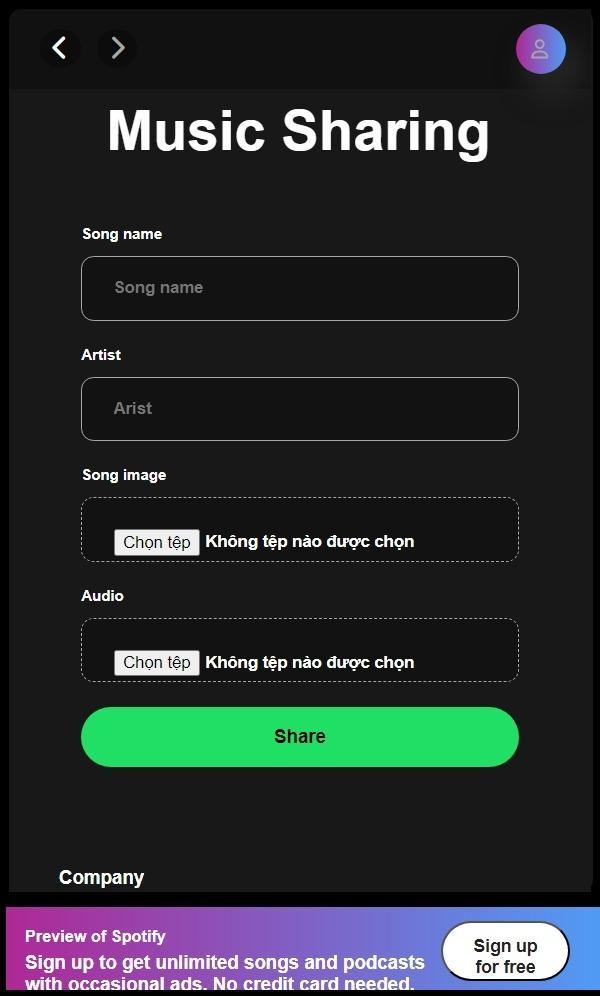 Music Sharing
Song name
Song name
Artist
Arist
Song image
Chọn tệp Không tệp nào được chọn
Audio
Chọn tệp Không tệp nào được chọn
Share
Company
Preview of Spotify
Sign up to get unlimited songs and podcasts
with occasional ads. No credit card needed.
Sign up
for free